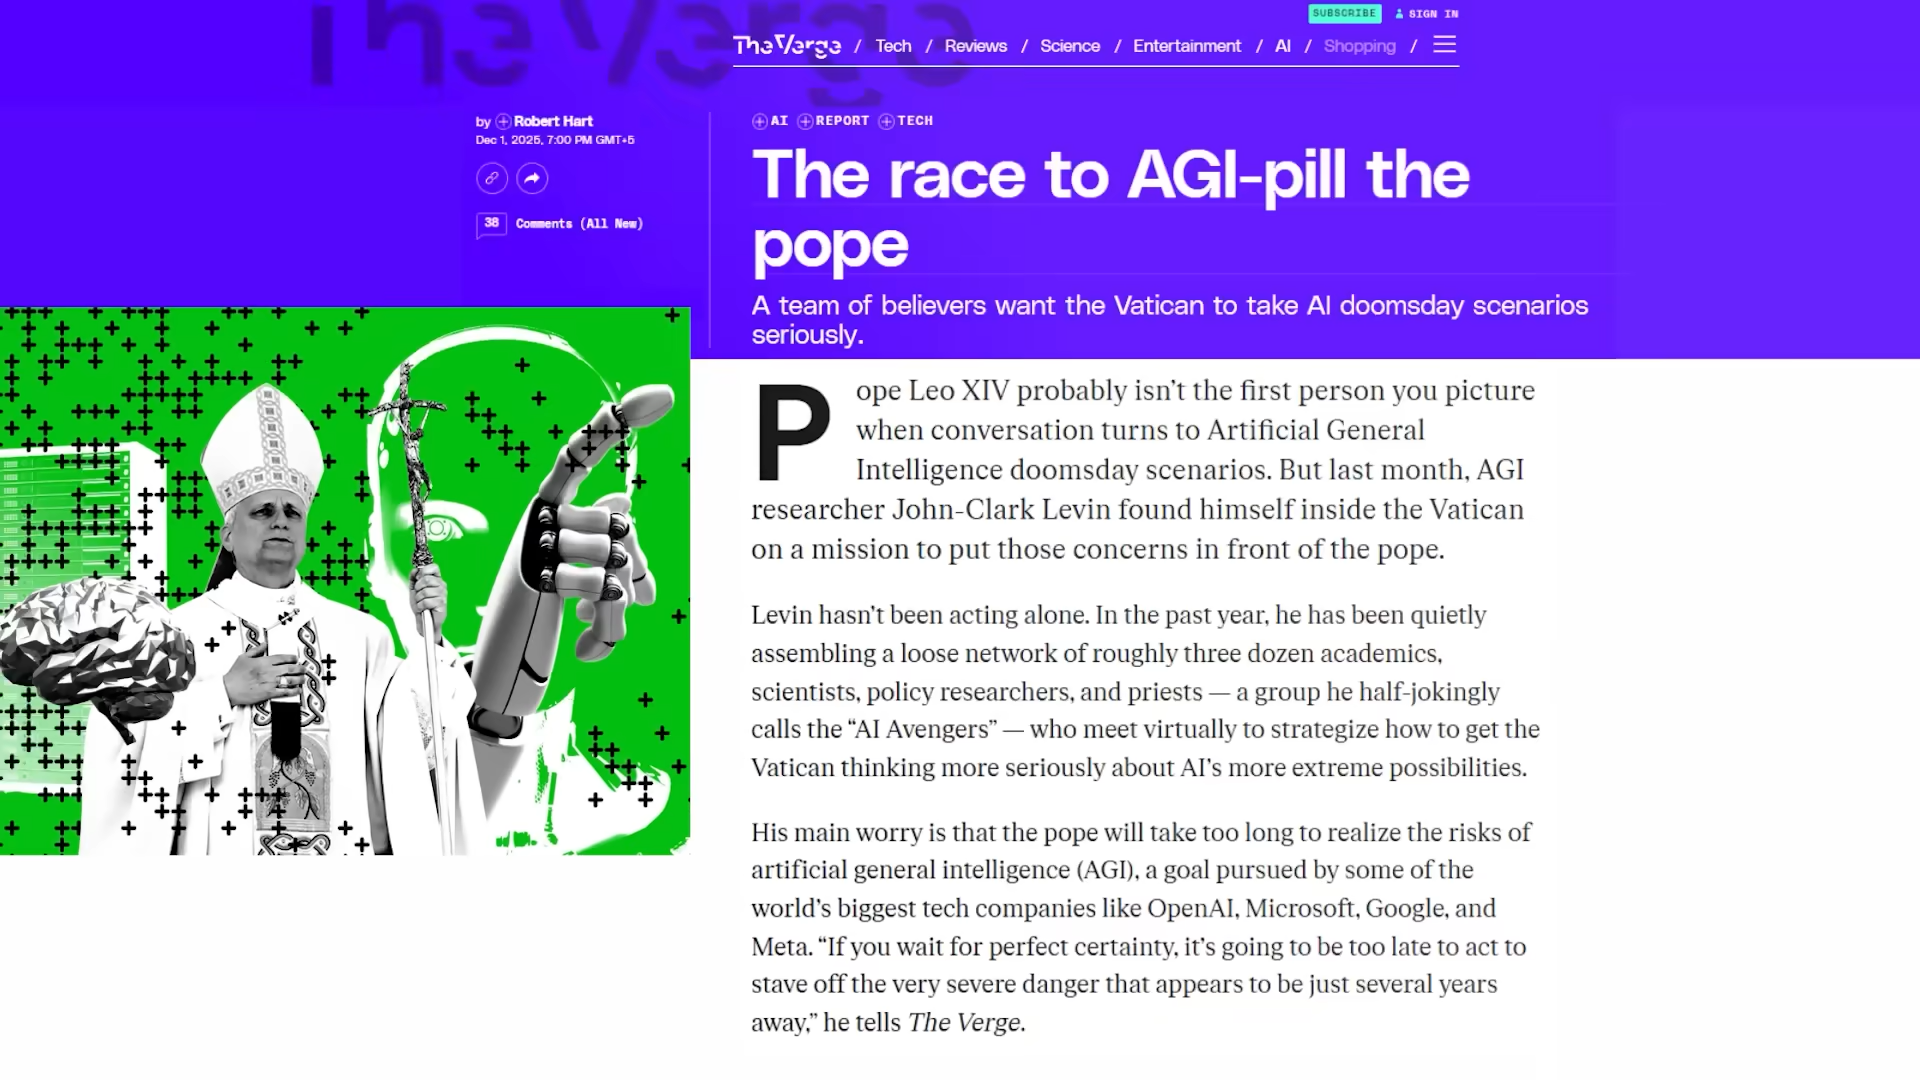 The Verge
SUBSCRIBE SIGN IN
The Verge / Tech / Reviews / Science / Entertainment / AI / Shopping /
by Robert Hart
Dec 1, 2025, 7:00 PM GMT+5
38 Comments (All New)
AI REPORT TECH
The race to AGI-pill the
pope
A team of believers want the Vatican to take AI doomsday scenarios
seriously.
Pope Leo XIV probably isn’t the first person you picture
when conversation turns to Artificial General
Intelligence doomsday scenarios. But last month, AGI
researcher John-Clark Levin found himself inside the Vatican
on a mission to put those concerns in front of the pope.
Levin hasn’t been acting alone. In the past year, he has been quietly
assembling a loose network of roughly three dozen academics,
scientists, policy researchers, and priests — a group he half-jokingly
calls the “AI Avengers” — who meet virtually to strategize how to get the
Vatican thinking more seriously about AI’s more extreme possibilities.
His main worry is that the pope will take too long to realize the risks of
artificial general intelligence (AGI), a goal pursued by some of the
world’s biggest tech companies like OpenAI, Microsoft, Google, and
Meta. “If you wait for perfect certainty, it’s going to be too late to act to
stave off the very severe danger that appears to be just several years
away,” he tells The Verge.